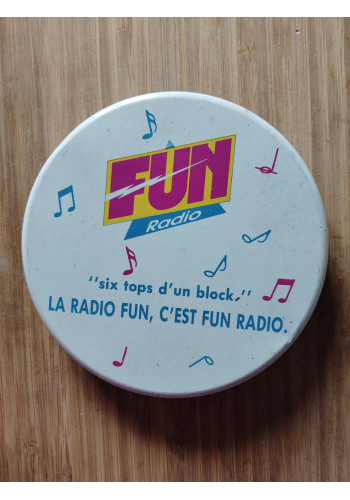 FUN
Radio
"six tops d'un block."
LA RADIO FUN, C'EST FUN RADIO.